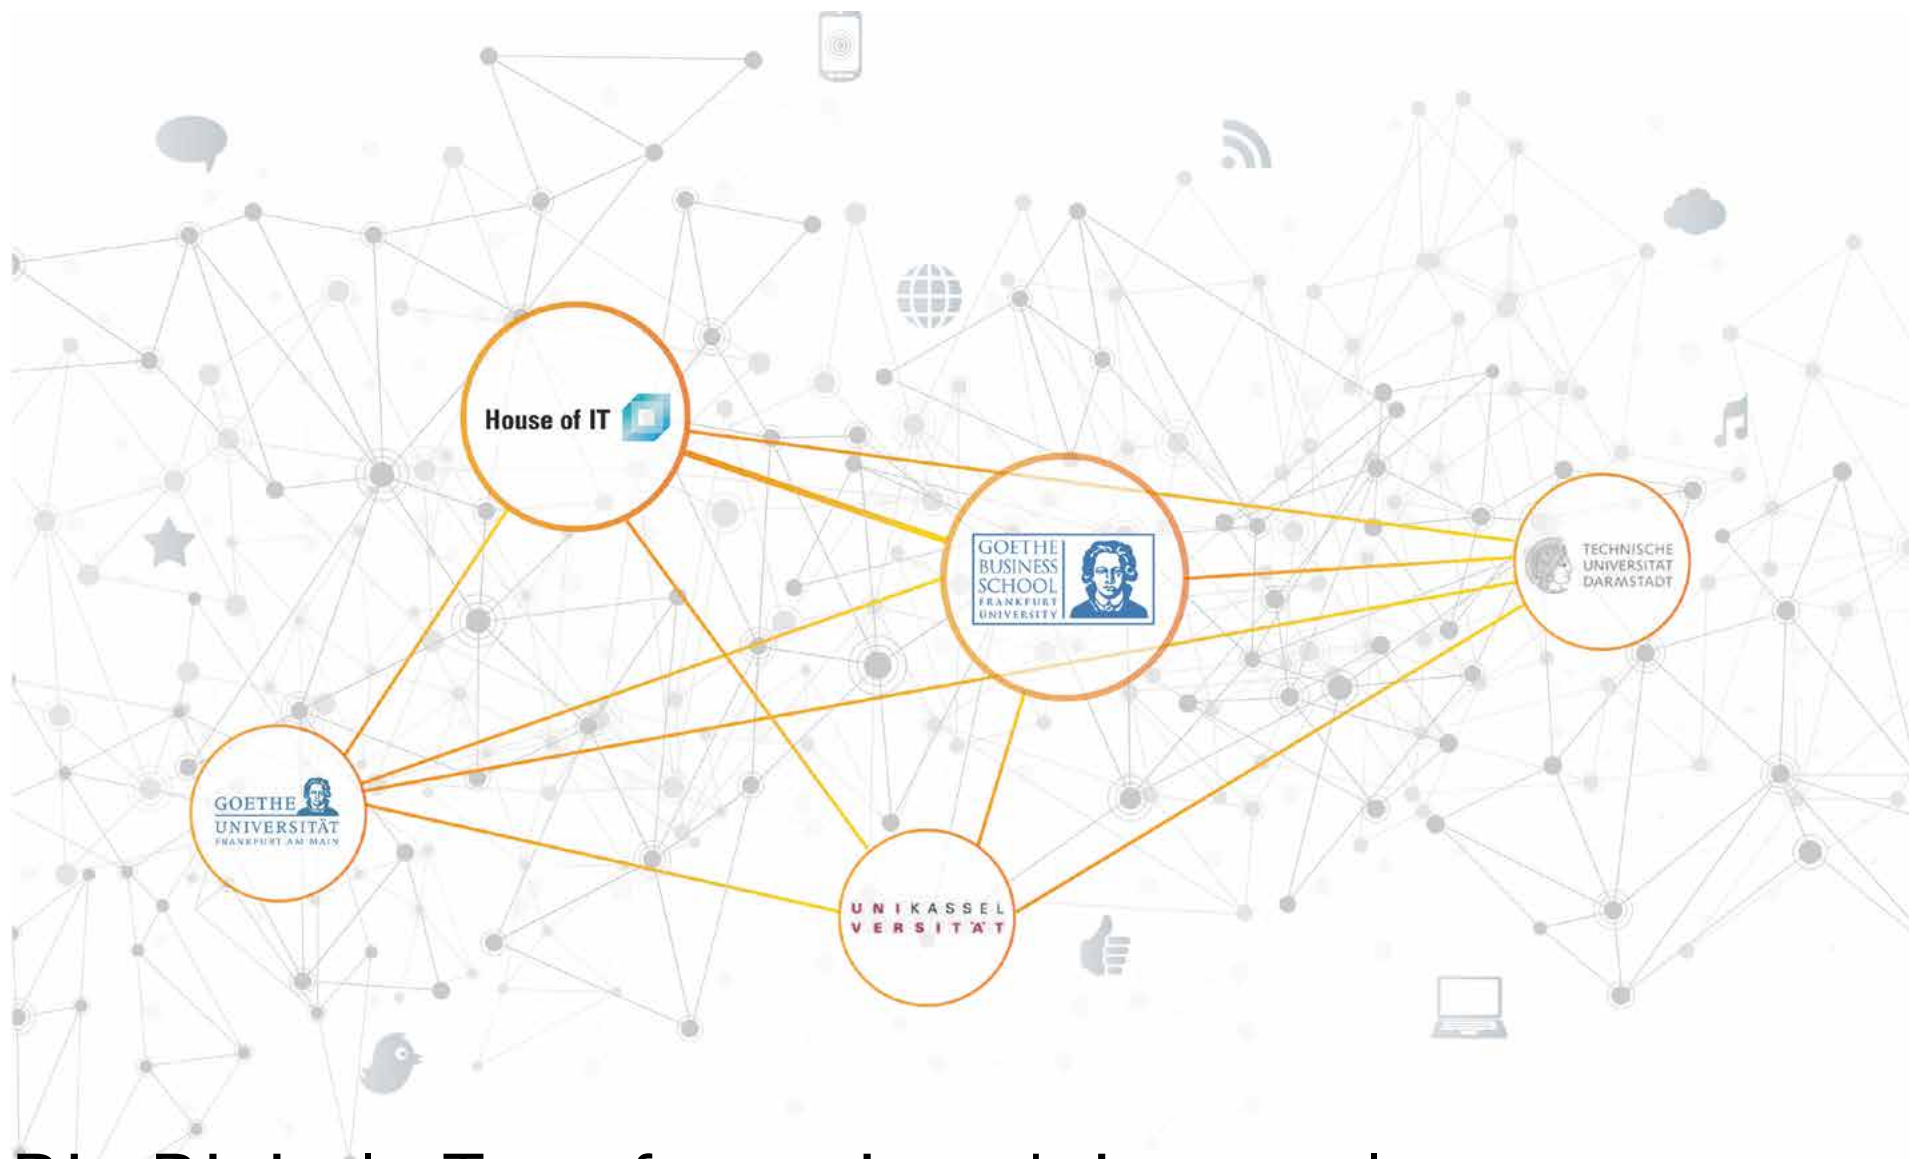 House of IT
GOETHE
BUSINESS
SCHOOL
FRANKFURT
UNIVERSITY
TECHNISCHE
UNIVERSITÄT
DARMSTADT
GOETHE
UNIVERSITÄT
FRANKFURT AM MAIN
UNIKASSEL
VERSITÄT